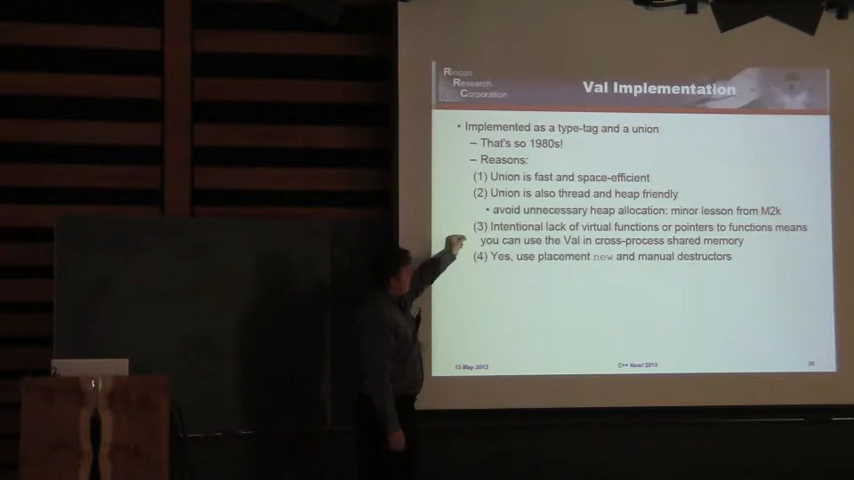 Rincon
Research
Corporation
Val Implementation
• Implemented as a type-tag and a union
– That's so 1980s!
– Reasons:
(1) Union is fast and space-efficient
(2) Union is also thread and heap friendly
• avoid unnecessary heap allocation: minor lesson from M2k
(3) Intentional lack of virtual functions or pointers to functions means
you can use the Val in cross-process shared memory
(4) Yes, use placement new and manual destructors
15 May 2013
C++ Now! 2013